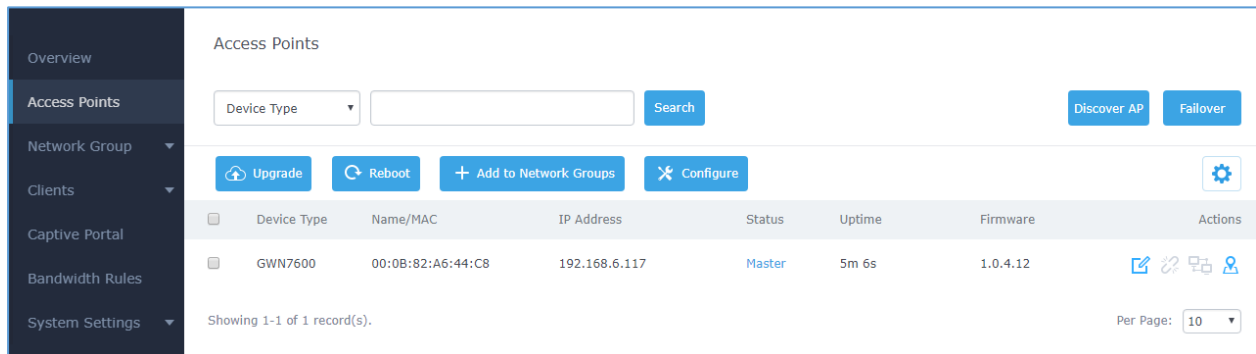 Overview
Access Points
Network Group
Clients
Captive Portal
Bandwidth Rules
System Settings
Access Points
Device Type Search Discover AP Failover
Upgrade Reboot Add to Network Groups Configure
Device Type Name/MAC IP Address Status Uptime Firmware Actions
GWN7600 00:0B:82:A6:44:C8 192.168.6.117 Master 5m 6s 1.0.4.12
Showing 1-1 of 1 record(s). Per Page: 10